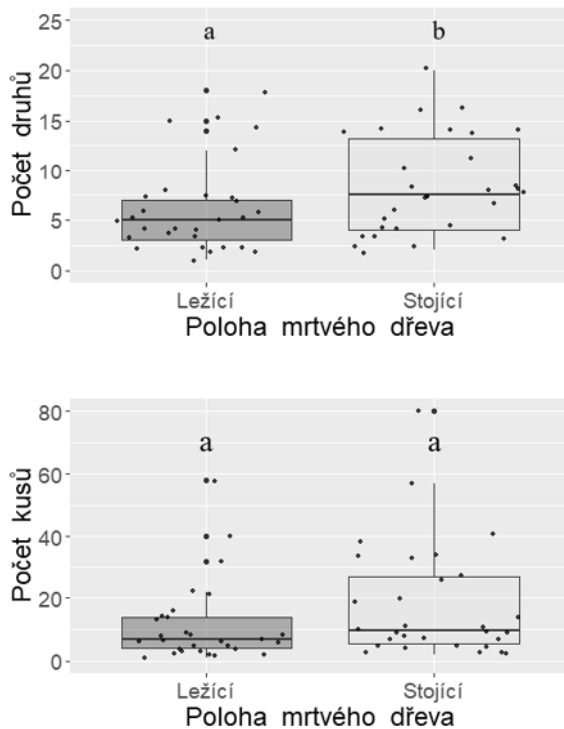 25
20
15
10
5
0
Počet druhů
a b
Ležící Stojící
Poloha mrtvého dřeva
80
60
40
20
0
Počet kusů
a a
Ležící Stojící
Poloha mrtvého dřeva